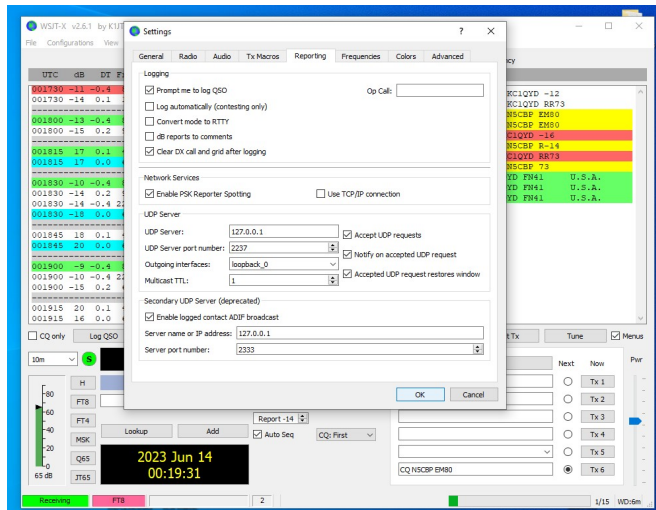 WSJT-X v2.6.1 by K1JT
File Configurations View
Settings
? X
General Radio Audio Tx Macros Reporting Frequencies Colors Advanced
Logging
Prompt me to log QSO Op Call:
Log automatically (contesting only)
Convert mode to RTTY
dB reports to comments
Clear DX call and grid after logging
Network Services
Enable PSK Reporter Spotting Use TCP/IP connection
UDP Server
UDP Server: 127.0.0.1 Accept UDP requests
UDP Server port number: 2237 Notify on accepted UDP request
Outgoing interfaces: loopback_0 Accepted UDP request restores window
Multicast TTL: 1
Secondary UDP Server (deprecated)
Enable logged contact ADIF broadcast
Server name or IP address: 127.0.0.1
Server port number: 2333
OK Cancel
UTC dB DT
001730 -11 -0.4
001730 -14 0.1
001800 -13 -0.4
001800 -15 0.2
001815 17 0.1
001815 17 0.0
001830 -10 -0.4
001830 -14 0.2
001830 -14 -0.4
001830 -18 0.0
001845 18 0.1
001845 20 0.0
001900 -9 -0.4
001900 -10 -0.4
001900 -15 0.2
001915 20 0.1
001915 16 0.0
KC1QYD -12
KC1QYD RR73
N5CBP EM80
N5CBP EM80
C1QYD -16
N5CBP R-14
C1QYD RR73
N5CBP 73
YD FN41 U.S.A.
YD FN41 U.S.A.
YD FN41 U.S.A.
CQ only Log QSO Tune Menus
10m S
H
FT8
FT4
MSK
Q65
JT65
-80
-60
-40
-20
-0
65 dB
Lookup Add
2023 Jun 14
00:19:31
Report -14
Auto Seq CQ: First
Next Now Pwr
Tx 1
Tx 2
Tx 3
Tx 4
Tx 5
CQ N5CBP EM80 Tx 6
Receiving FT8 2 1/15 WD:6m